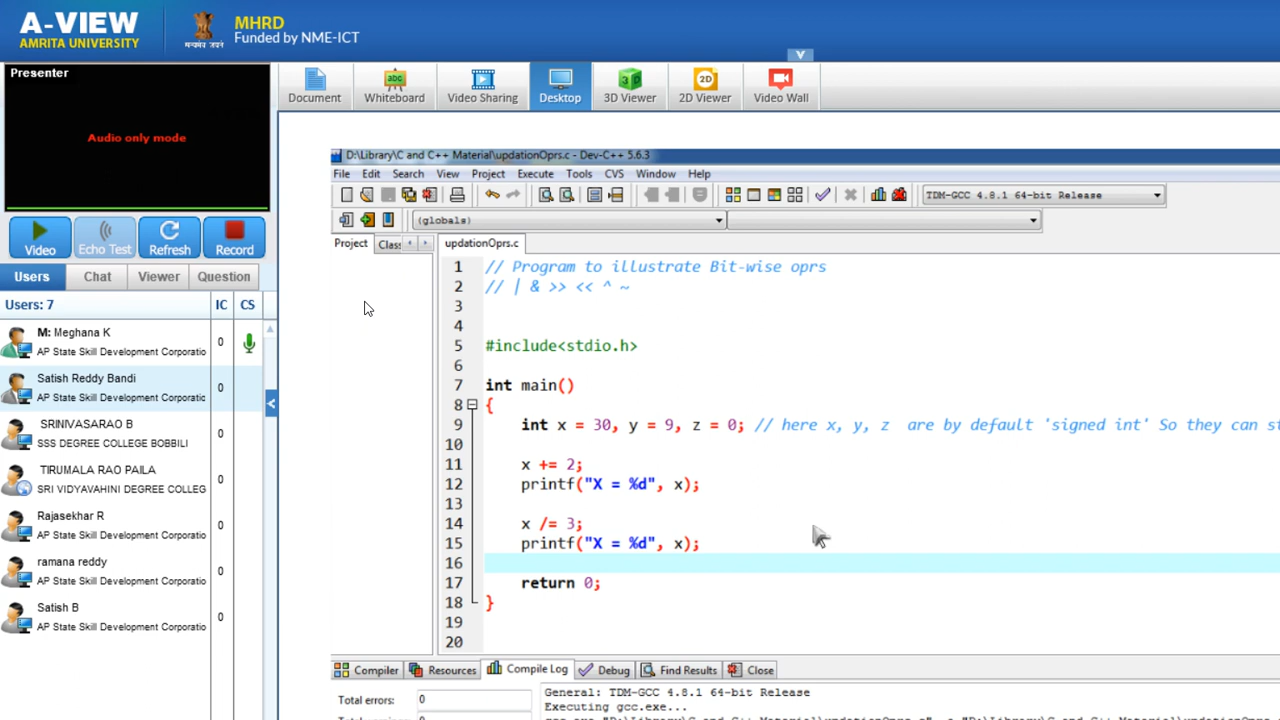 A-VIEW
AMRITA UNIVERSITY
MHRD
Funded by NME-ICT
Presenter
Audio only mode
Document
Whiteboard
Video Sharing
Desktop
3D Viewer
2D Viewer
Video Wall
Video
Echo Test
Refresh
Record
Users
Chat
Viewer
Question
Users: 7
IC
CS
M: Meghana K
0
AP State Skill Development Corporatio
Satish Reddy Bandi
0
AP State Skill Development Corporatio
SRINIVASARAO B
0
SSS DEGREE COLLEGE BOBBILI
TIRUMALA RAO PAILA
0
SRI VIDYAVAHINI DEGREE COLLEG
Rajasekhar R
0
AP State Skill Development Corporatio
ramana reddy
0
AP State Skill Development Corporatio
Satish B
0
AP State Skill Development Corporatio
D:\Library\C and C++ Material\updationOprs.c - Dev-C++ 5.6.3
File Edit Search View Project Execute Tools CVS Window Help
TDM-GCC 4.8.1 64-bit Release
(globals)
Project Clas
updationOprs.c
1 // Program to illustrate Bit-wise oprs
2 // | & >> << ^ ~
3
4
5 #include<stdio.h>
6
7 int main()
8 {
9 int x = 30, y = 9, z = 0; // here x, y, z are by default 'signed int' So they can st
10
11 x += 2;
12 printf("X = %d", x);
13
14 x /= 3;
15 printf("X = %d", x);
16
17 return 0;
18 }
19
20
Compiler Resources Compile Log Debug Find Results Close
Total errors: 0
General: TDM-GCC 4.8.1 64-bit Release
Executing gcc.exe...